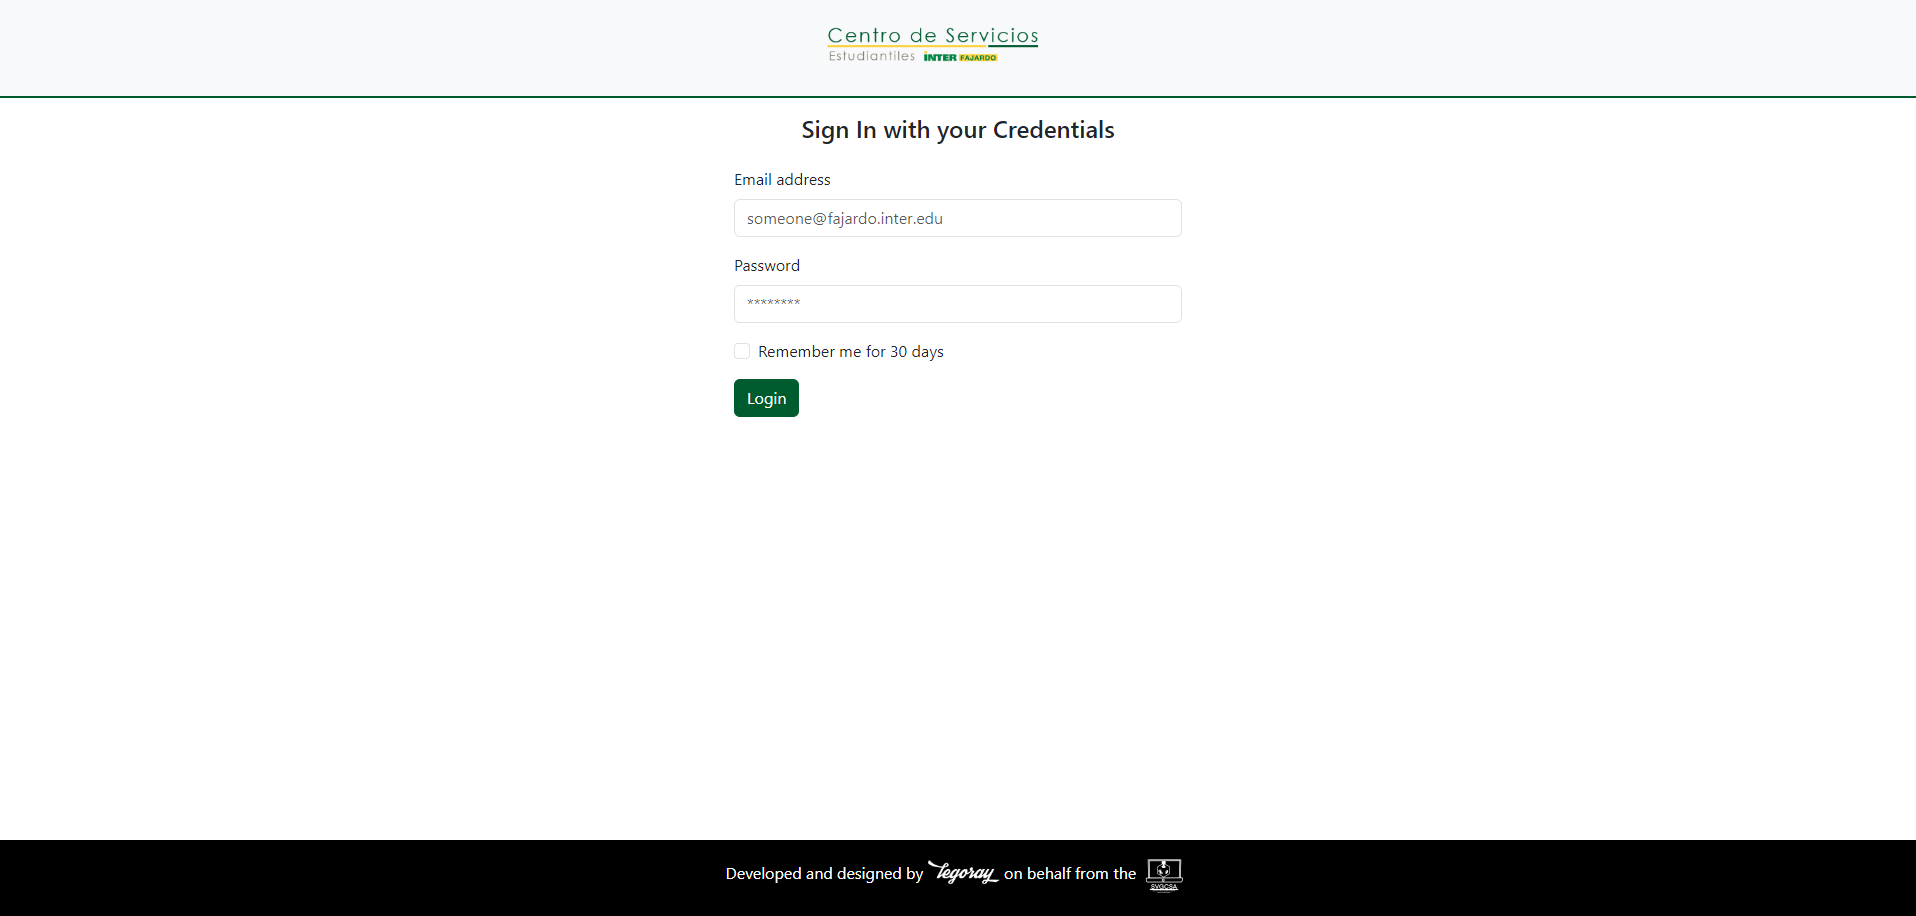 Centro de Servicios
Estudiantiles INTER FAJARDO
Sign In with your Credentials
Email address
someone@fajardo.inter.edu
Password
********
Remember me for 30 days
Login
Developed and designed by Tegoray on behalf from the SVGCSA